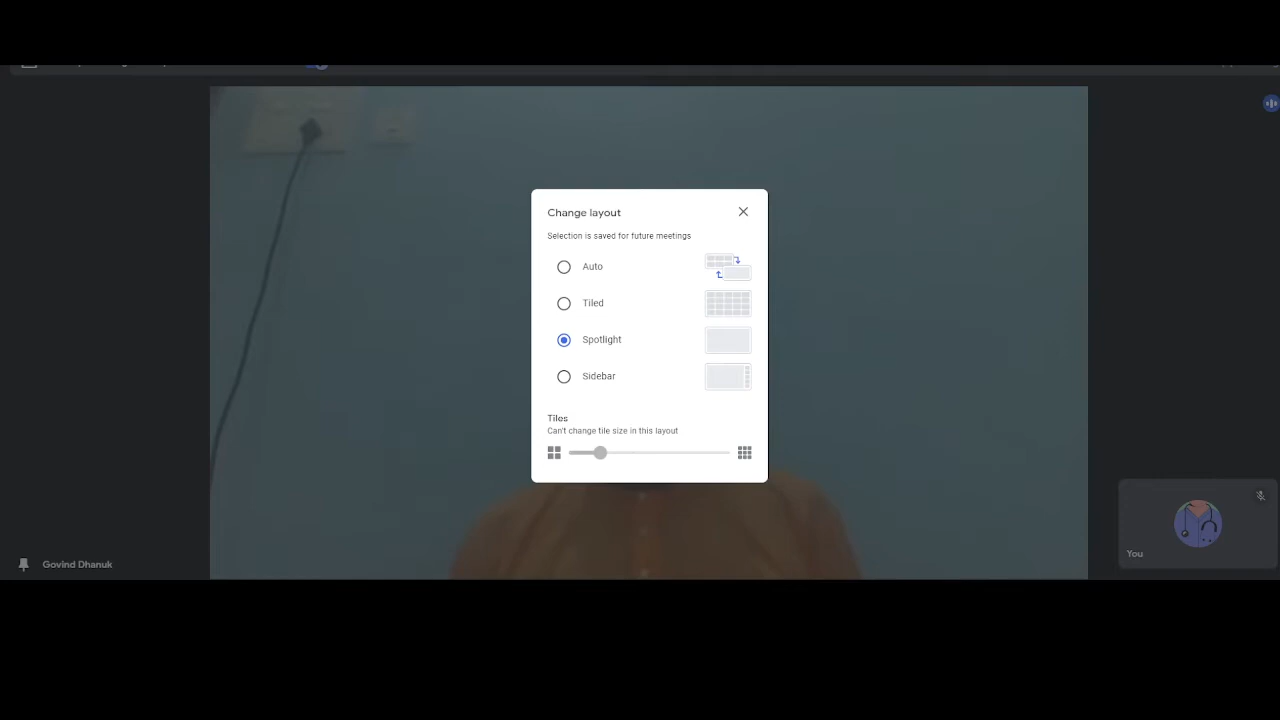 Change layout
Selection is saved for future meetings
Auto
Tiled
Spotlight
Sidebar
Tiles
Can't change tile size in this layout
You
Govind Dhanuk